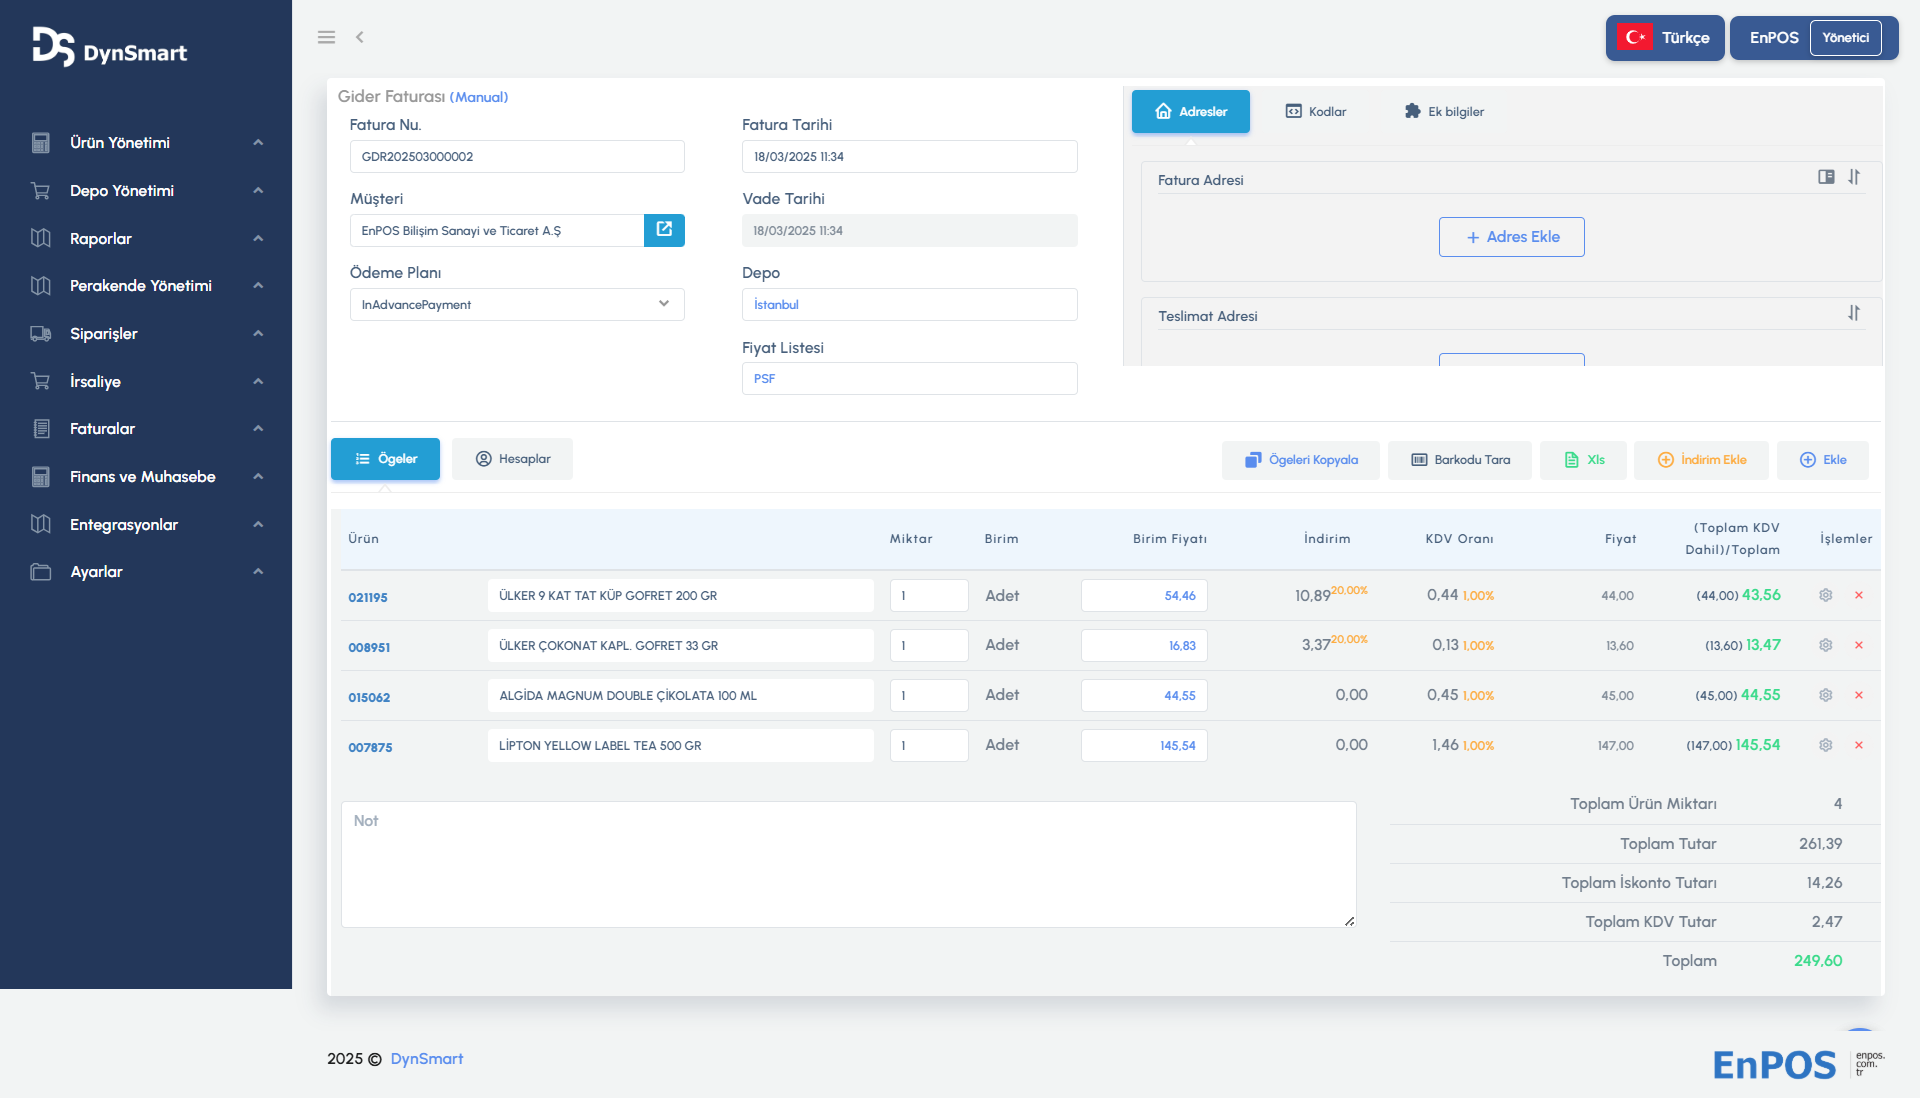 DynSmart
Türkçe
EnPOS Yönetici
Ürün Yönetimi
Depo Yönetimi
Raporlar
Perakende Yönetimi
Siparişler
İrsaliye
Faturalar
Finans ve Muhasebe
Entegrasyonlar
Ayarlar
Gider Faturası (Manual)
Fatura Nu.
GDR202503000002
Fatura Tarihi
18/03/2025 11:34
Müşteri
EnPOS Bilişim Sanayi ve Ticaret A.Ş
Vade Tarihi
18/03/2025 11:34
Ödeme Planı
InAdvancePayment
Depo
İstanbul
Fiyat Listesi
PSF
Adresler Kodlar Ek bilgiler
Fatura Adresi
+ Adres Ekle
Teslimat Adresi
Ögeler Hesaplar Ögeleri Kopyala Barkodu Tara Xls İndirim Ekle Ekle
Ürün Miktar Birim Birim Fiyatı İndirim KDV Oranı Fiyat (Toplam KDV Dahil)/Toplam İşlemler
021195 ÜLKER 9 KAT TAT KÜP GOFRET 200 GR 1 Adet 54,46 10,89 20,00% 0,44 1,00% 44,00 (44,00) 43,56
008951 ÜLKER ÇOKONAT KAPL. GOFRET 33 GR 1 Adet 16,83 3,37 20,00% 0,13 1,00% 13,60 (13,60) 13,47
015062 ALGİDA MAGNUM DOUBLE ÇİKOLATA 100 ML 1 Adet 44,55 0,00 0,45 1,00% 45,00 (45,00) 44,55
007875 LİPTON YELLOW LABEL TEA 500 GR 1 Adet 145,54 0,00 1,46 1,00% 147,00 (147,00) 145,54
Not
Toplam Ürün Miktarı 4
Toplam Tutar 261,39
Toplam İskonto Tutarı 14,26
Toplam KDV Tutar 2,47
Toplam 249,60
2025 © DynSmart
EnPOS
enpos.
com.
tr